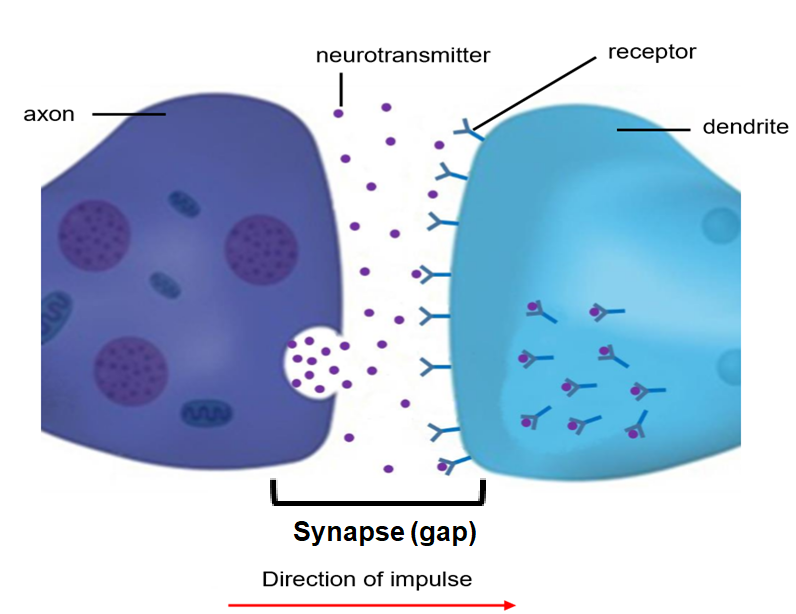 neurotransmitter
receptor
axon
dendrite
Synapse (gap)
Direction of impulse